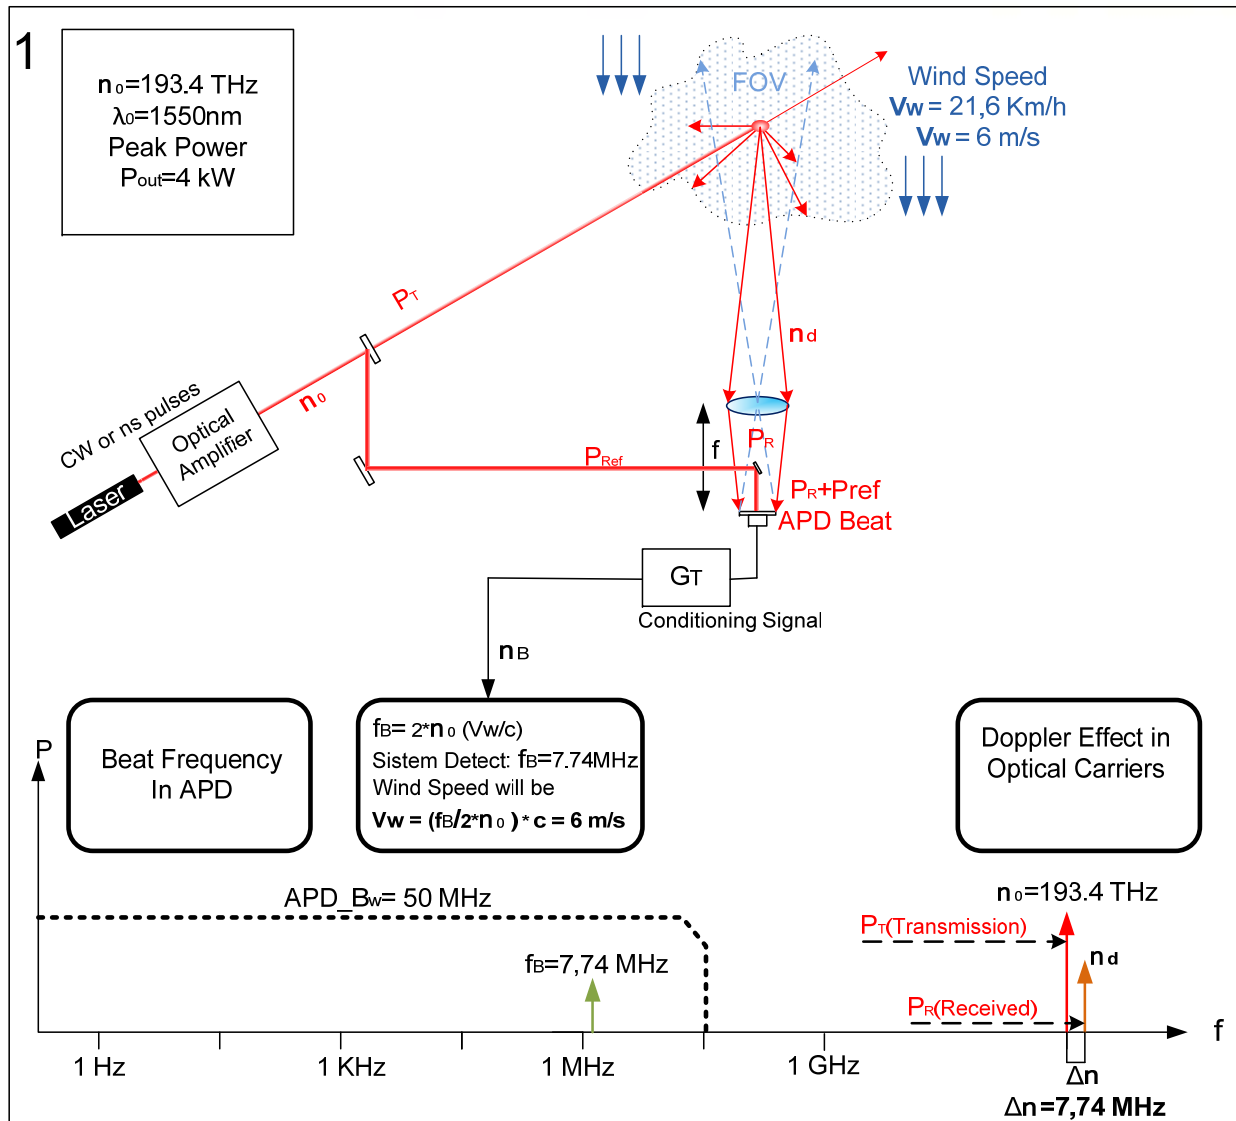 1
n0=193.4 THz
λ0=1550nm
Peak Power
Pout=4 kW
FOV
Wind Speed
Vw = 21,6 Km/h
Vw = 6 m/s
PT
nd
CW or ns pulses
Optical
Amplifier
n0
Laser
PRef
f
PR
PR+Pref
APD Beat
GT
Conditioning Signal
nB
Beat Frequency
In APD
fB= 2*n0 (Vw/c)
Sistem Detect: fB=7.74MHz
Wind Speed will be
Vw = (fB/2*n0 ) * c = 6 m/s
Doppler Effect in
Optical Carriers
P
APD_Bw= 50 MHz
fB=7,74 MHz
n0=193.4 THz
PT(Transmission)
nd
PR(Received)
f
1 Hz
1 KHz
1 MHz
1 GHz
Δn
Δn=7,74 MHz